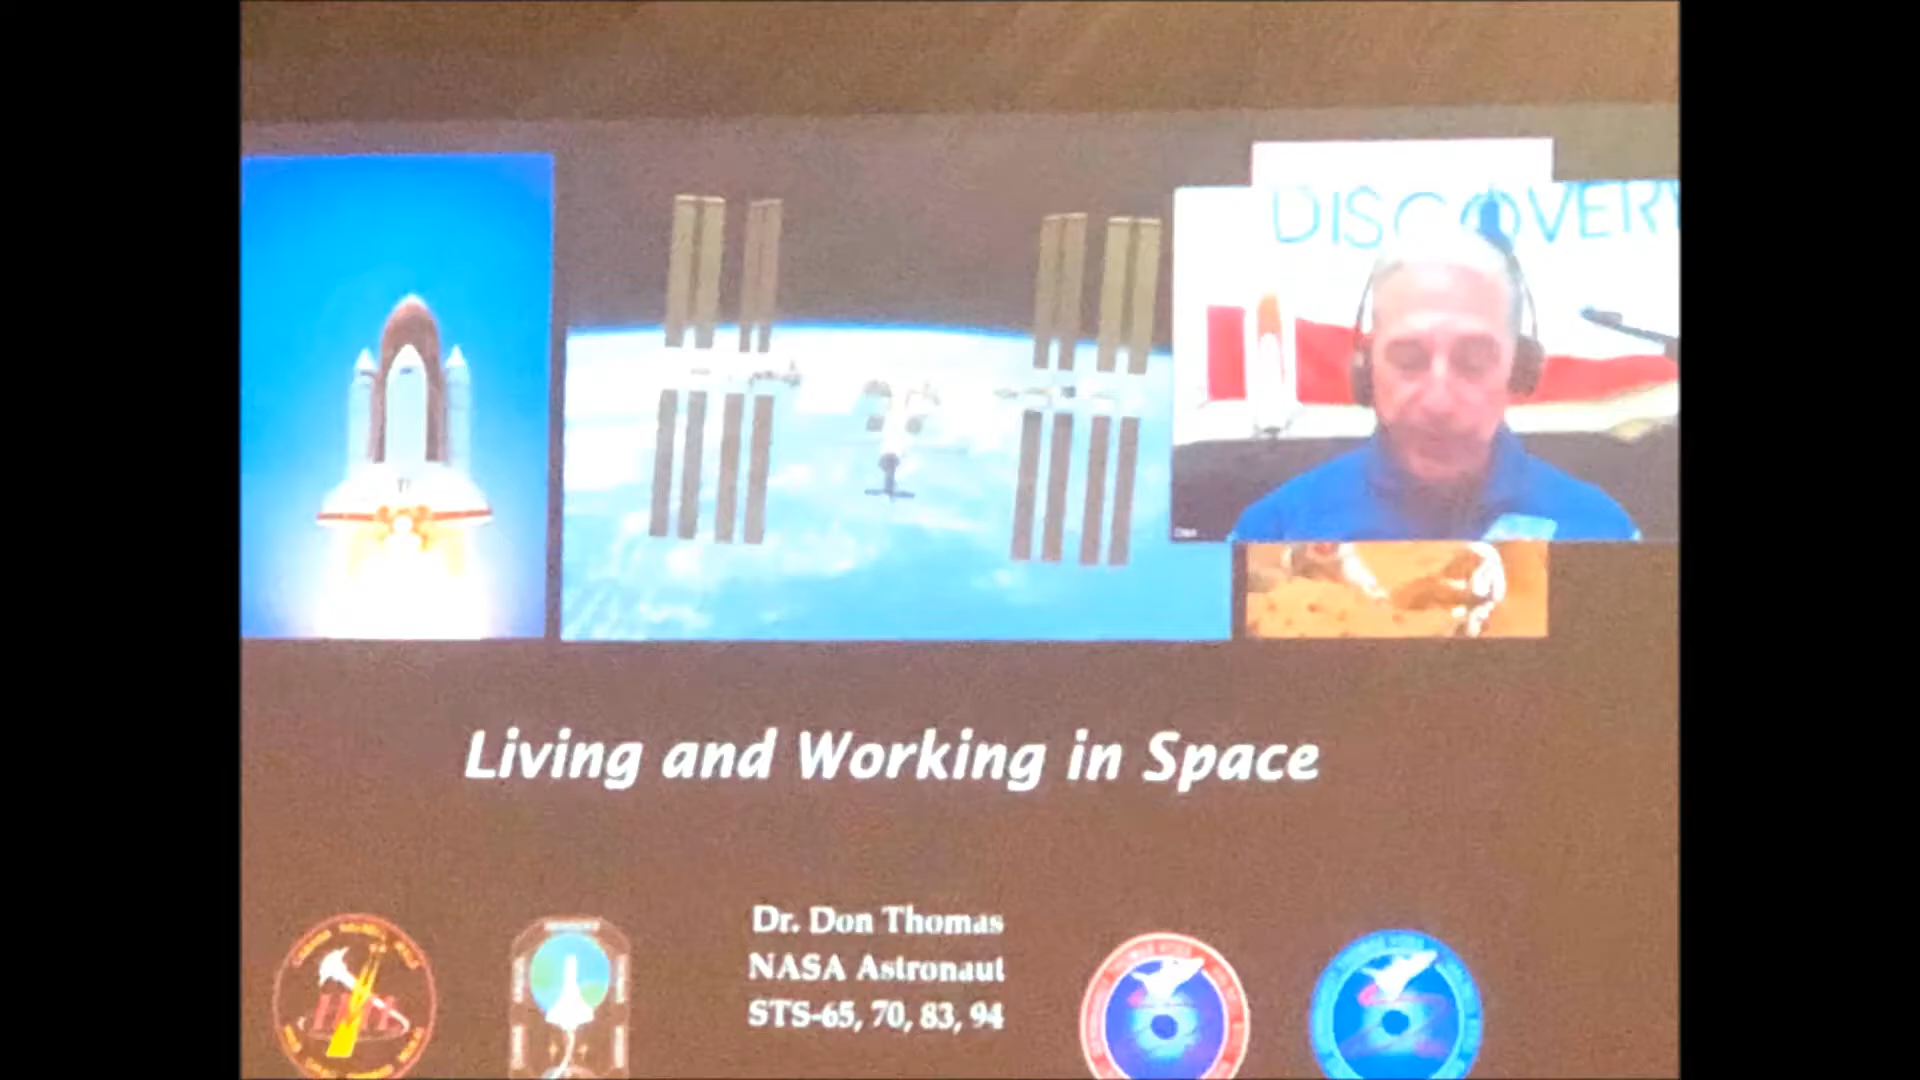 DISCOVERY
Living and Working in Space
Dr. Don Thomas
NASA Astronaut
STS-65, 70, 83, 94